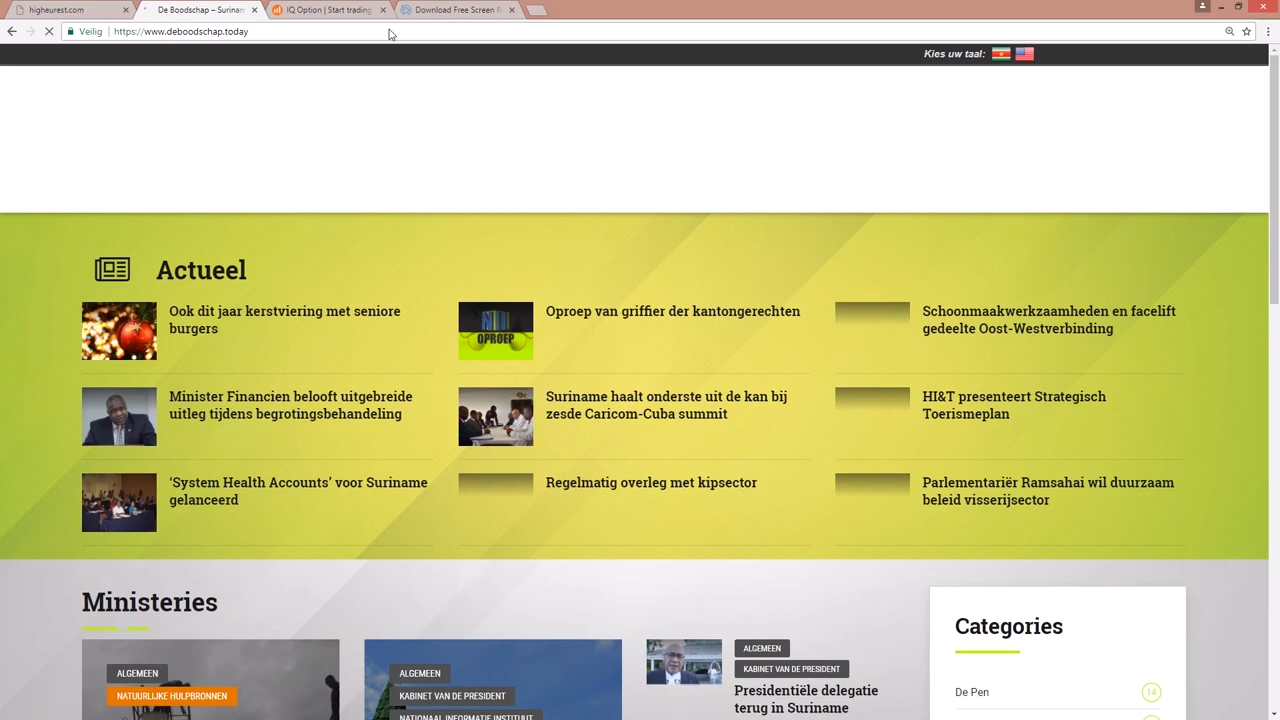 higheurest.com
De Boodschap – Surinam
IQ Option | Start trading
Download Free Screen R
Veilig
https://www.deboodschap.today
Kies uw taal:
Actueel
Ook dit jaar kerstviering met seniore
burgers
Oproep van griffier der kantongerechten
OPROEP
Schoonmaakwerkzaamheden en facelift
gedeelte Oost-Westverbinding
Minister Financien belooft uitgebreide
uitleg tijdens begrotingsbehandeling
Suriname haalt onderste uit de kan bij
zesde Caricom-Cuba summit
HI&T presenteert Strategisch
Toerismeplan
‘System Health Accounts’ voor Suriname
gelanceerd
Regelmatig overleg met kipsector
Parlementariër Ramsahai wil duurzaam
beleid visserijsector
Ministeries
ALGEMEEN
NATUURLIJKE HULPBRONNEN
ALGEMEEN
KABINET VAN DE PRESIDENT
NATIONAAL INFORMATIE INSTITUUT
ALGEMEEN
KABINET VAN DE PRESIDENT
Presidentiële delegatie
terug in Suriname
Categories
De Pen
14